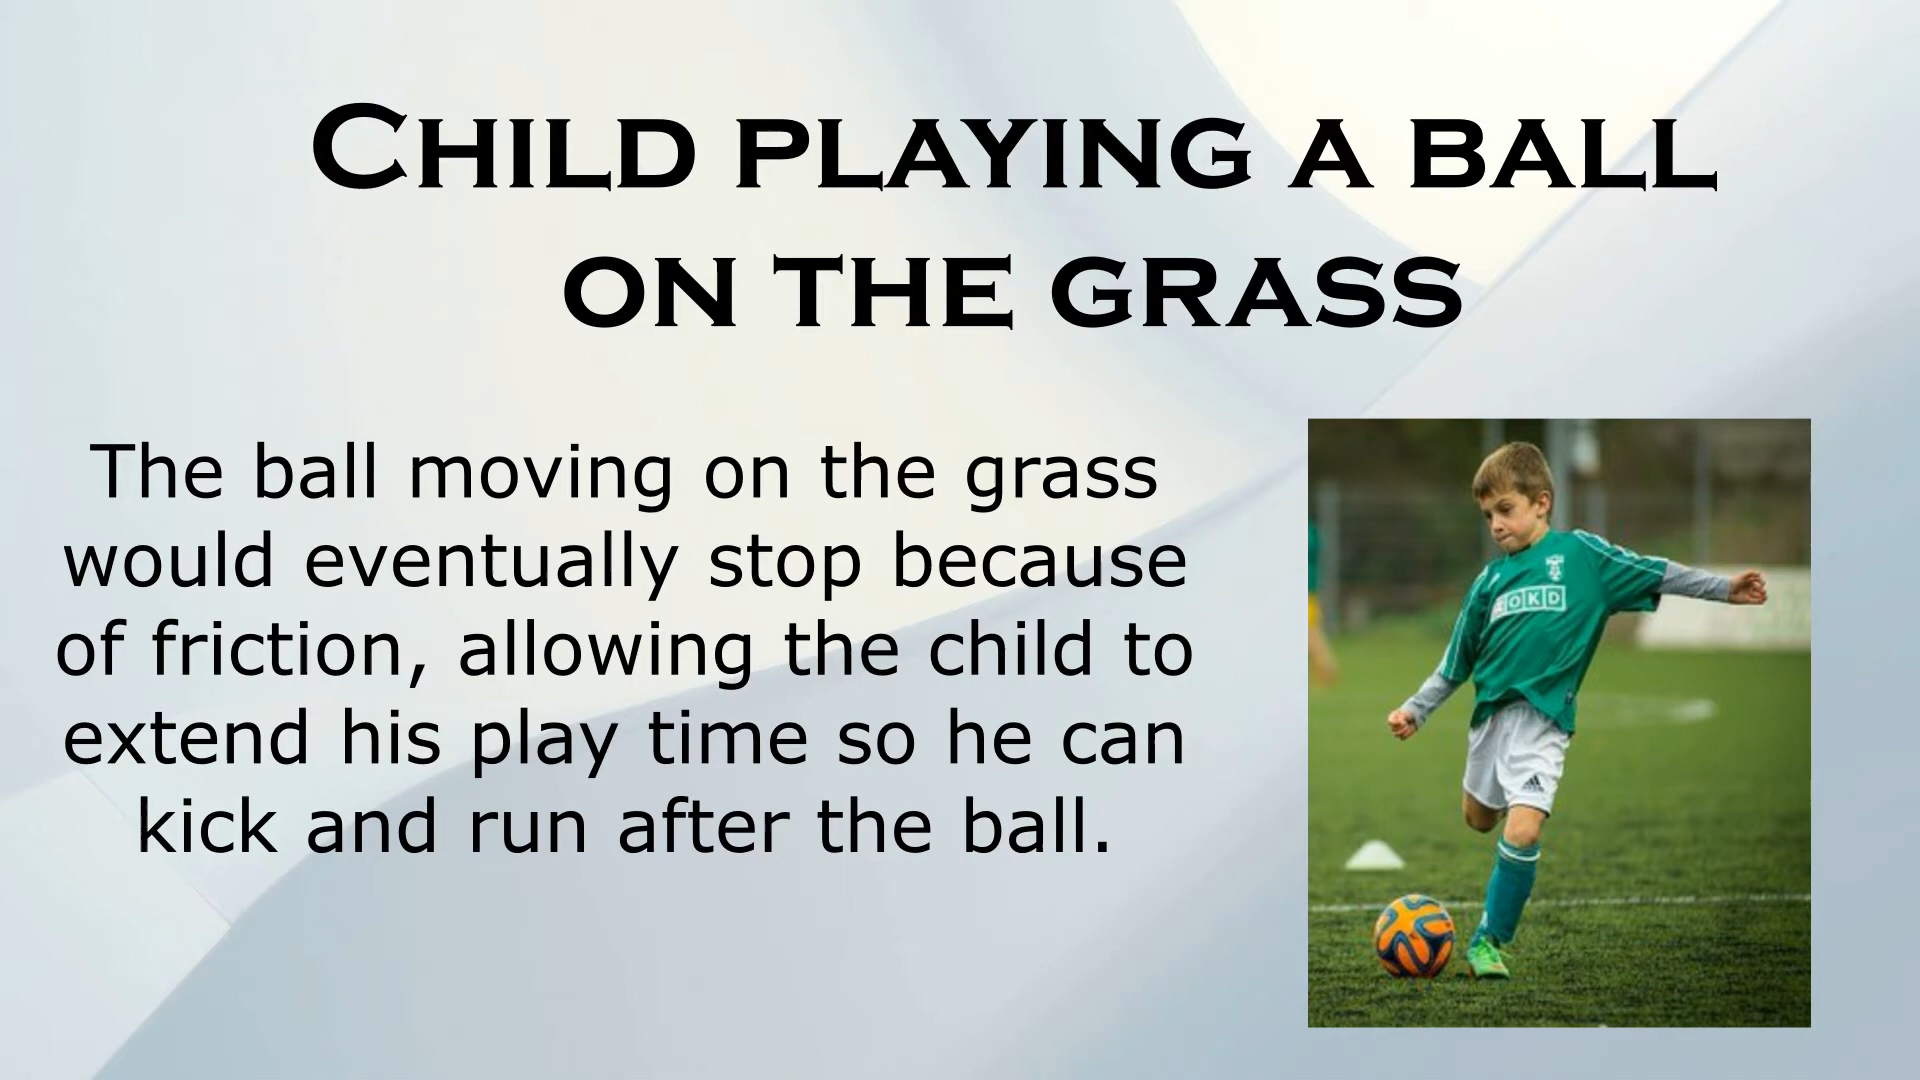 CHILD PLAYING A BALL
ON THE GRASS
The ball moving on the grass
would eventually stop because
of friction, allowing the child to
extend his play time so he can
kick and run after the ball.
OKD